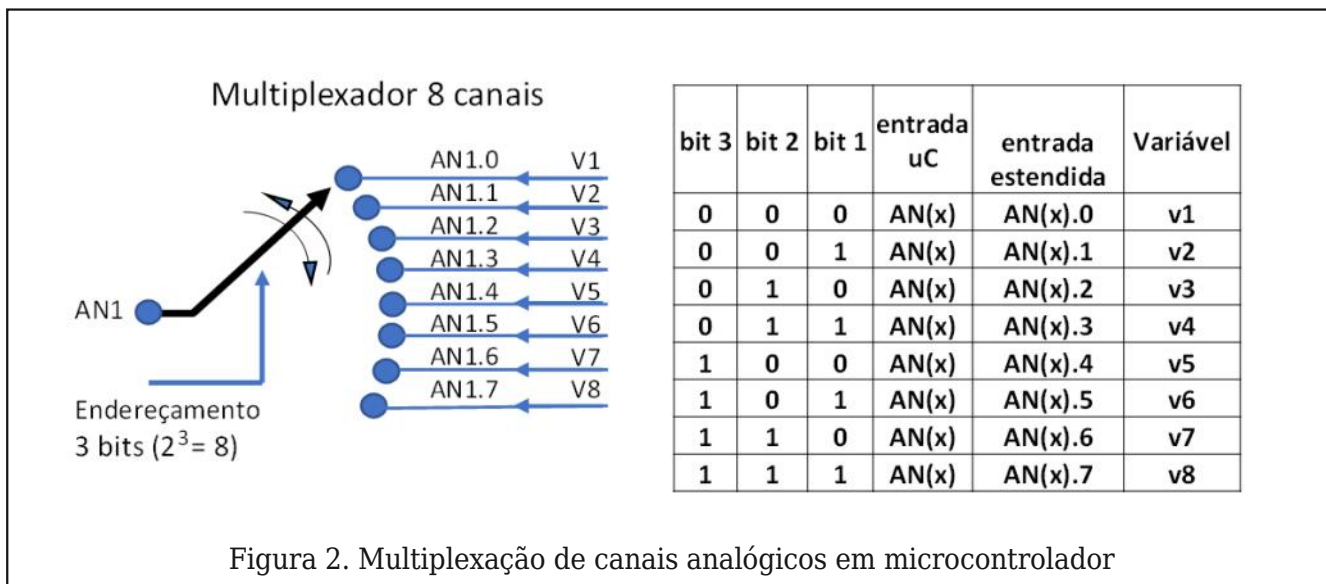 Multiplexador 8 canais
AN1.0 V1
AN1.1 V2
AN1.2 V3
AN1.3 V4
AN1.4 V5
AN1.5 V6
AN1.6 V7
AN1.7 V8
AN1
Endereçamento
3 bits (2³= 8)
bit 3 bit 2 bit 1 entrada uC entrada estendida Variável
0 0 0 AN(x) AN(x).0 v1
0 0 1 AN(x) AN(x).1 v2
0 1 0 AN(x) AN(x).2 v3
0 1 1 AN(x) AN(x).3 v4
1 0 0 AN(x) AN(x).4 v5
1 0 1 AN(x) AN(x).5 v6
1 1 0 AN(x) AN(x).6 v7
1 1 1 AN(x) AN(x).7 v8
Figura 2. Multiplexação de canais analógicos em microcontrolador